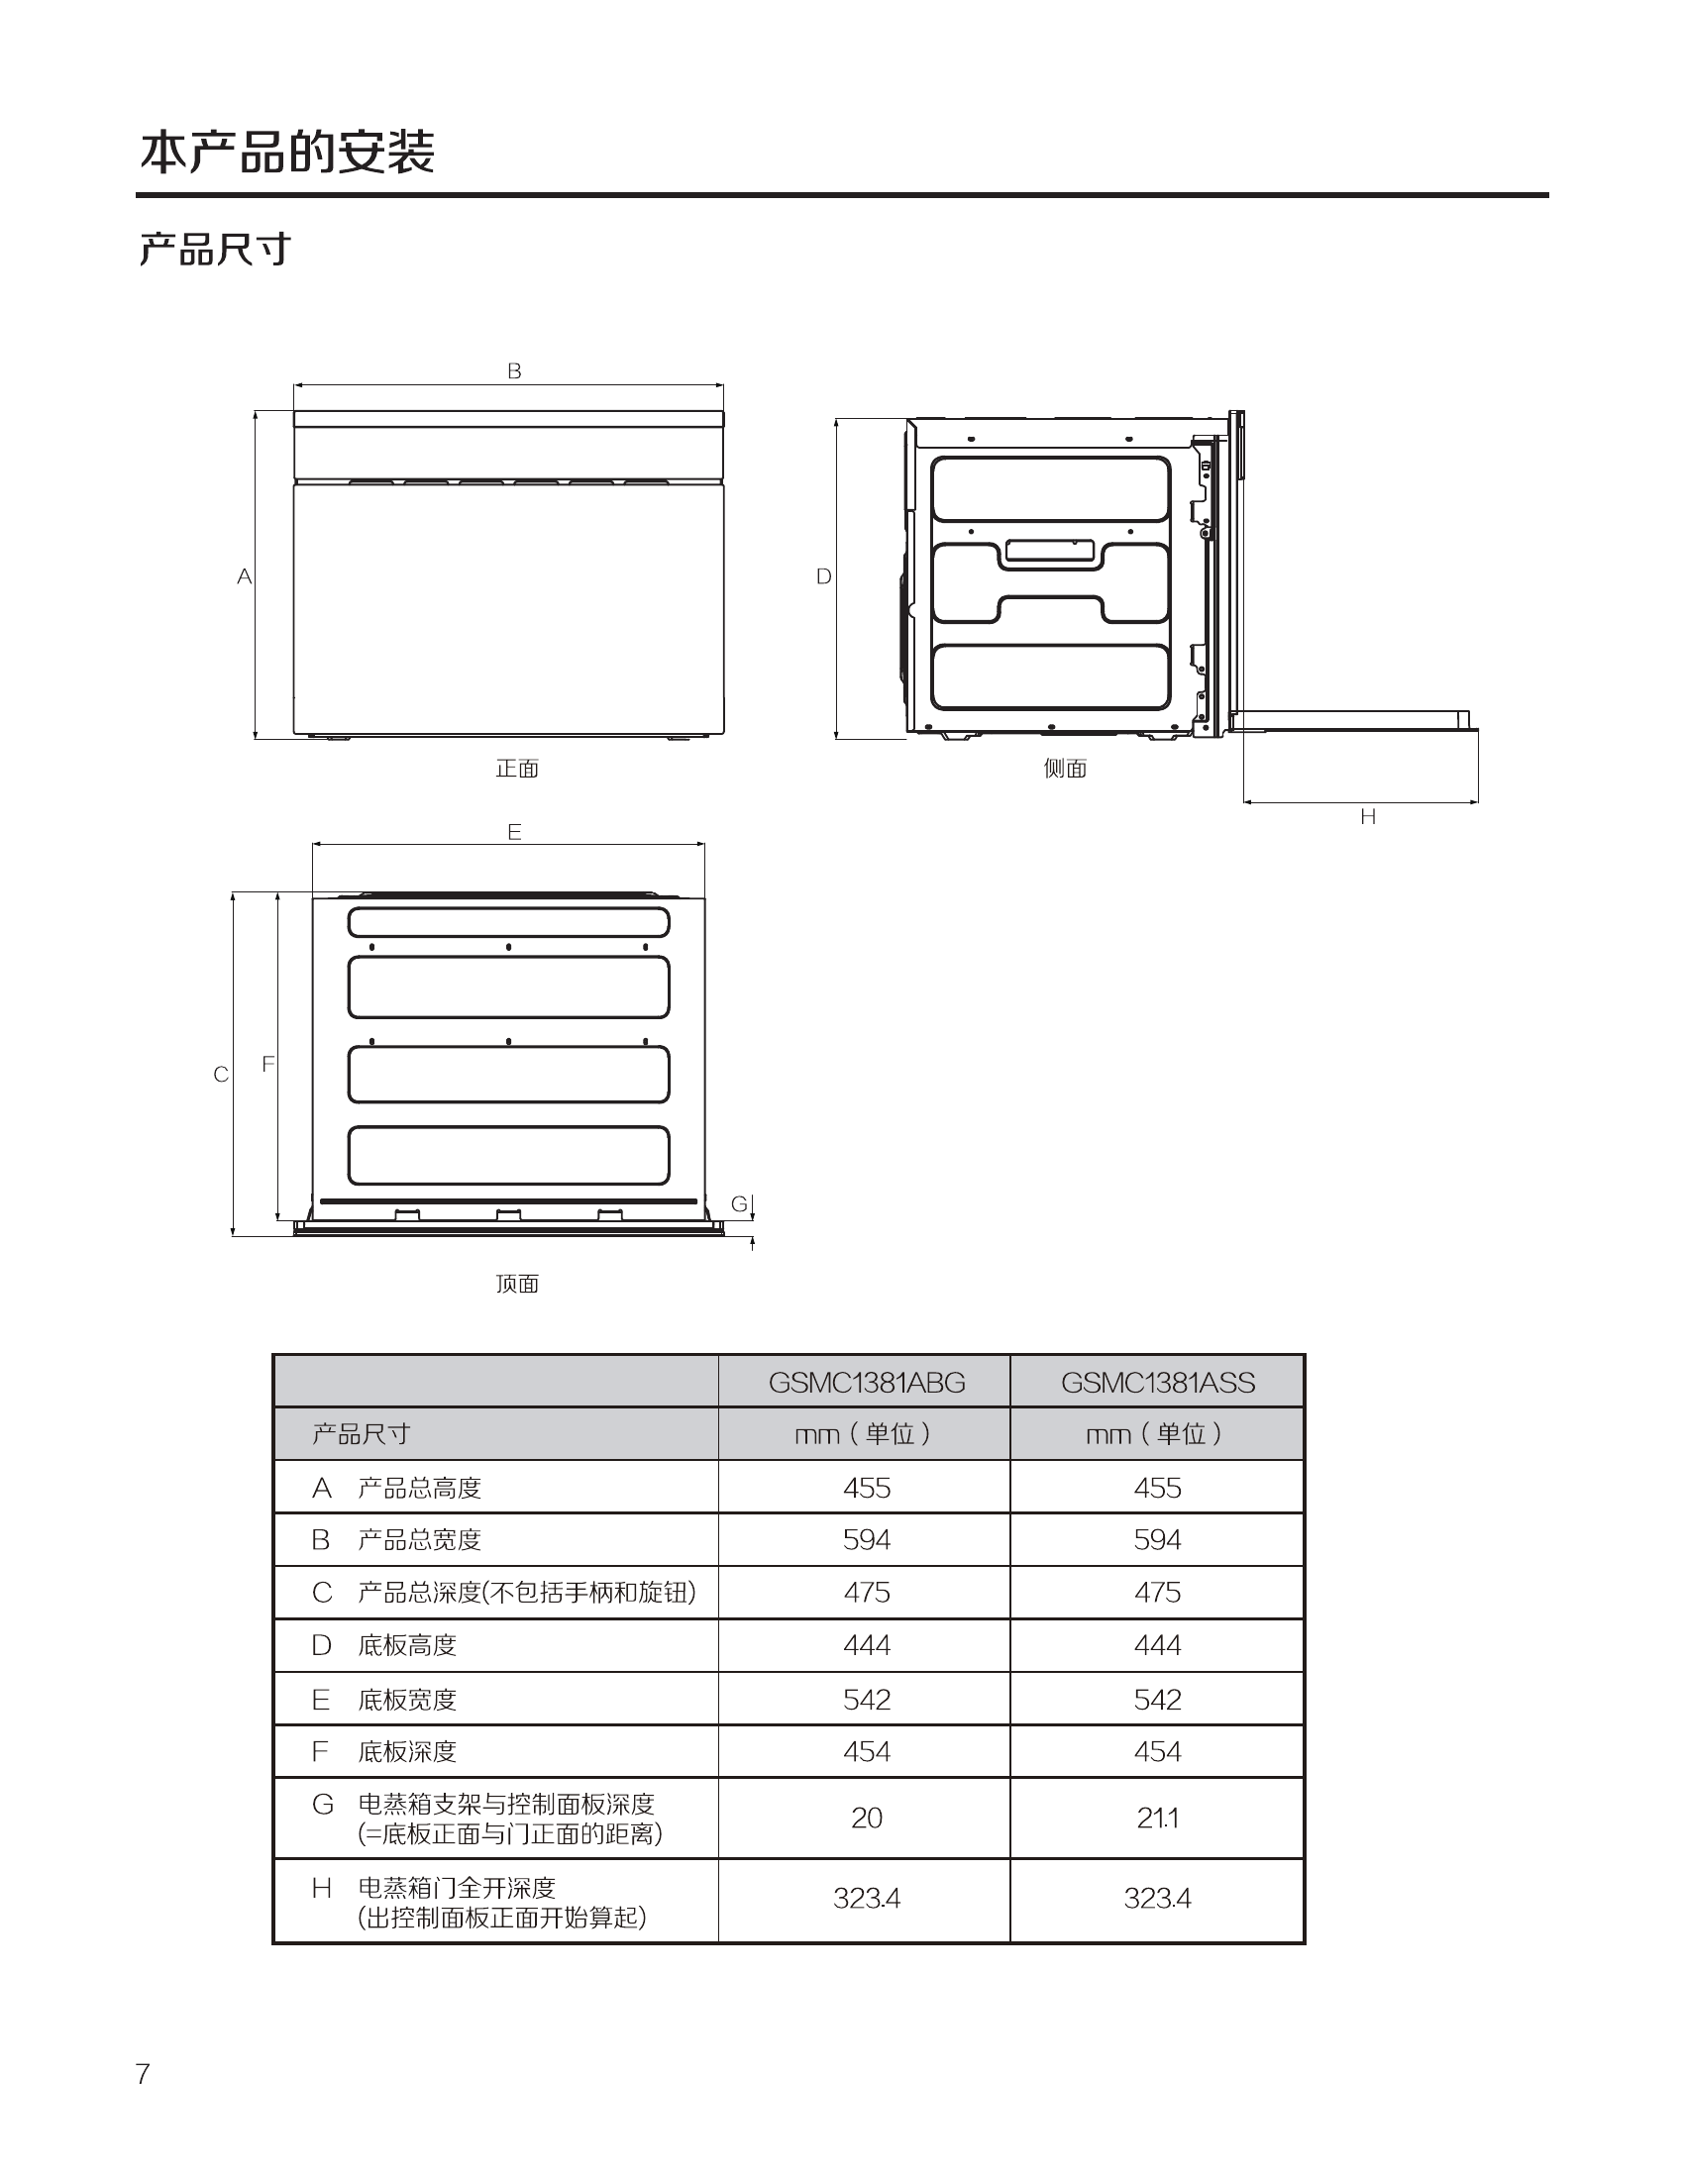 本产品的安装
产品尺寸
B
A
D
正面
侧面
H
E
C
F
G
顶面
GSMC1381ABG GSMC1381ASS
产品尺寸 mm（单位） mm（单位）
A 产品总高度 455 455
B 产品总宽度 594 594
C 产品总深度(不包括手柄和旋钮) 475 475
D 底板高度 444 444
E 底板宽度 542 542
F 底板深度 454 454
G 电蒸箱支架与控制面板深度
(=底板正面与门正面的距离) 20 21.1
H 电蒸箱门全开深度
(出控制面板正面开始算起) 323.4 323.4
7